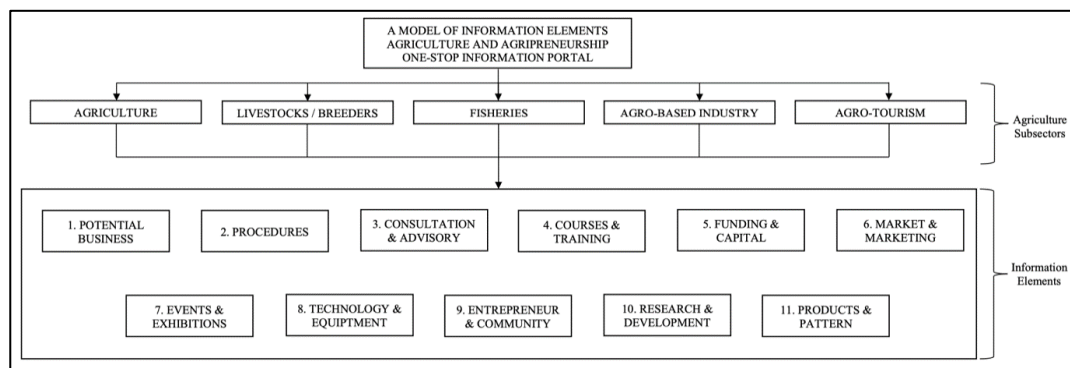 A MODEL OF INFORMATION ELEMENTS
AGRICULTURE AND AGRIPRENEURSHIP
ONE-STOP INFORMATION PORTAL
AGRICULTURE
LIVESTOCKS / BREEDERS
FISHERIES
AGRO-BASED INDUSTRY
AGRO-TOURISM
Agriculture
Subsectors
1. POTENTIAL
BUSINESS
2. PROCEDURES
3. CONSULTATION
& ADVISORY
4. COURSES &
TRAINING
5. FUNDING &
CAPITAL
6. MARKET &
MARKETING
7. EVENTS &
EXHIBITIONS
8. TECHNOLOGY &
EQUIPTMENT
9. ENTREPRENEUR
& COMMUNITY
10. RESEARCH &
DEVELOPMENT
11. PRODUCTS &
PATTERN
Information
Elements